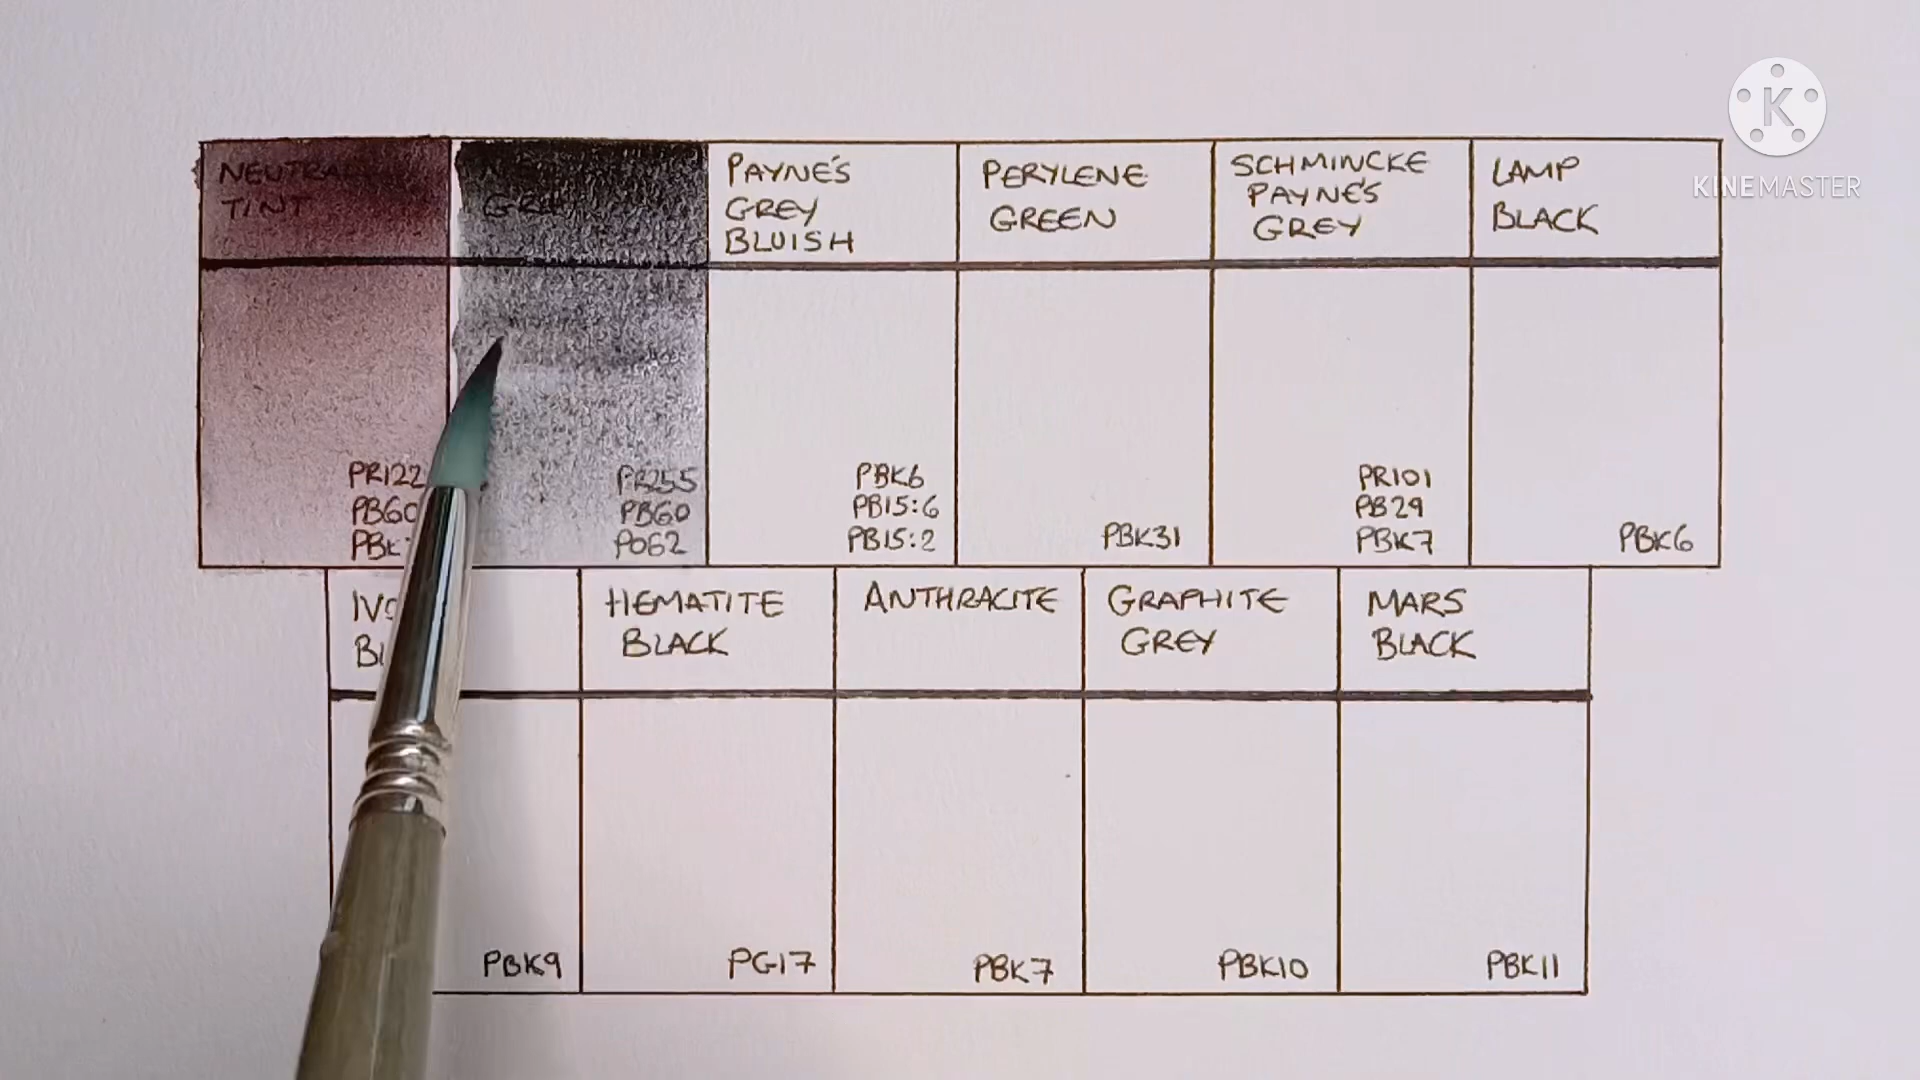 NEUTRAL
TINT
GREY
PAYNE'S
GREY
BLUISH
PERYLENE
GREEN
SCHMINCKE
PAYNE'S
GREY
LAMP
BLACK
PR122
PB60
PR255
PB60
PO62
PBK6
PB15:6
PB15:2
PBK31
PR101
PB29
PBK7
PBK6
HEMATITE
BLACK
ANTHRACITE
GRAPHITE
GREY
MARS
BLACK
PBK9
PG17
PBK7
PBK10
PBK11
KINEMASTER